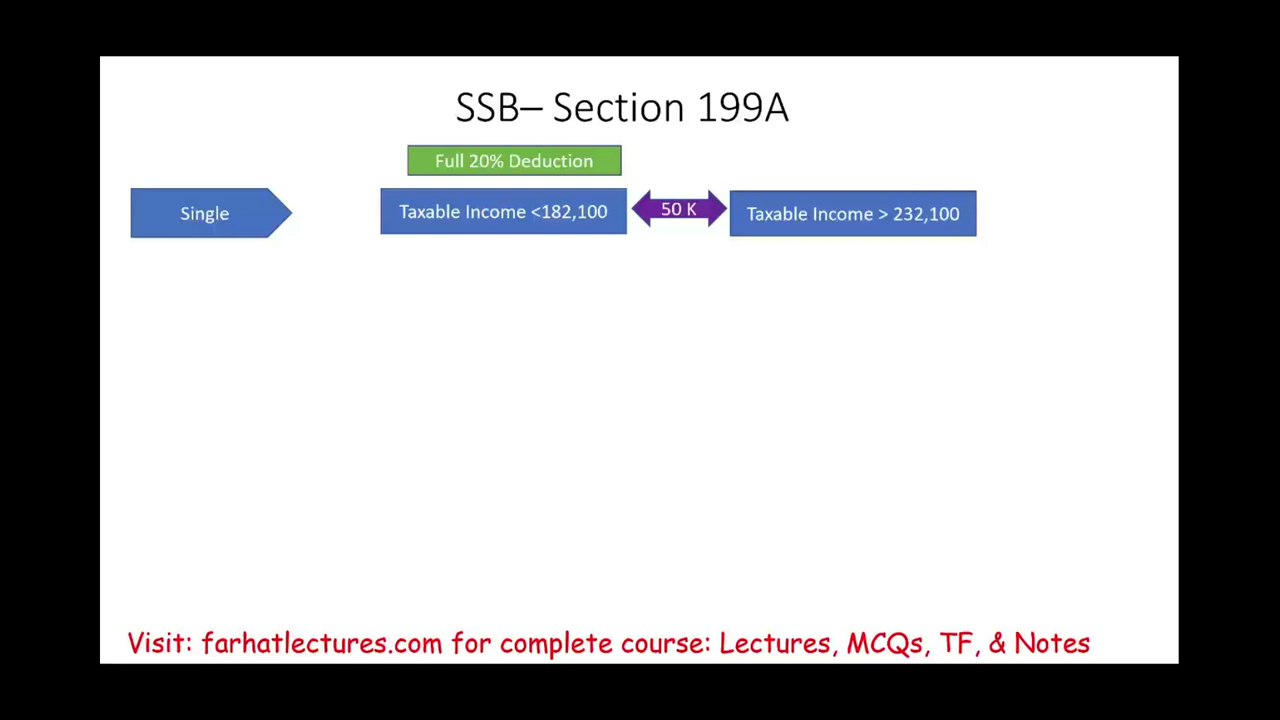 SSB– Section 199A
Full 20% Deduction
Single
Taxable Income <182,100
50 K
Taxable Income > 232,100
Visit: farhatlectures.com for complete course: Lectures, MCQs, TF, & Notes